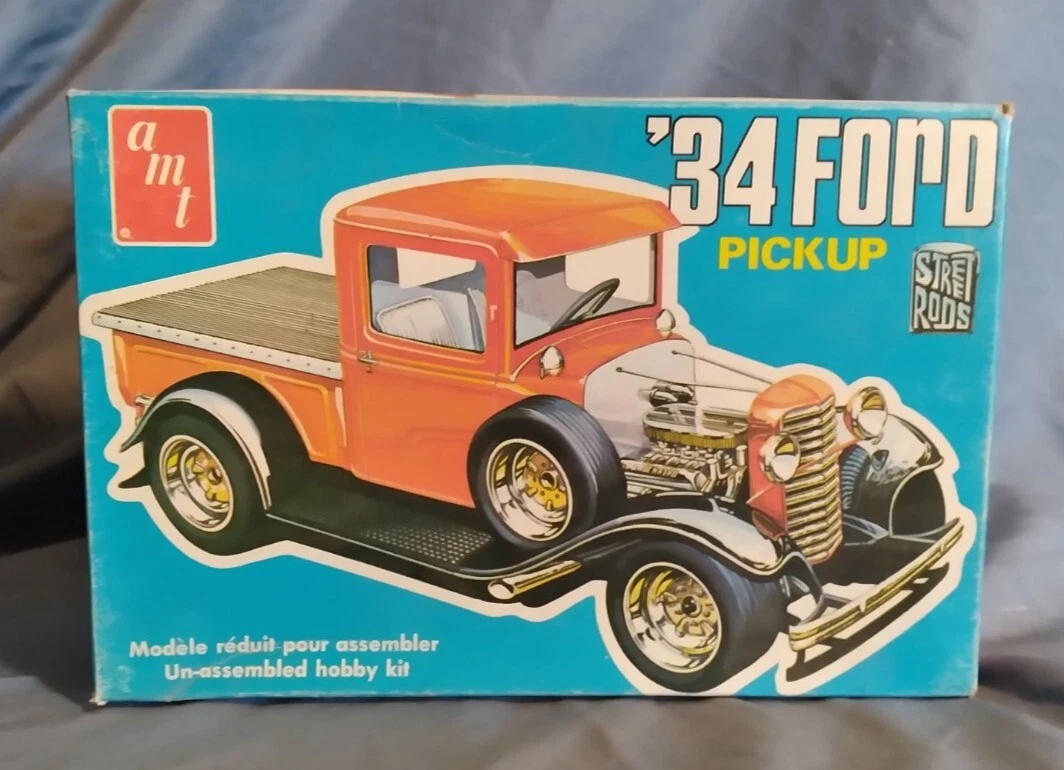 amt
'34 FORD
PICKUP
STREET RODS
Modèle réduit pour assembler
Un-assembled hobby kit